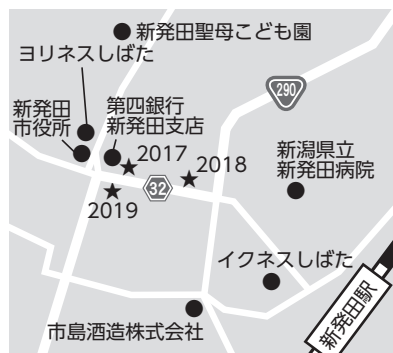 新発田聖母こども園
ヨリネスしばた
290
新発田
市役所
第四銀行
新発田支店
2017
2018
新潟県立
新発田病院
32
2019
イクネスしばた
新発田駅
市島酒造株式会社